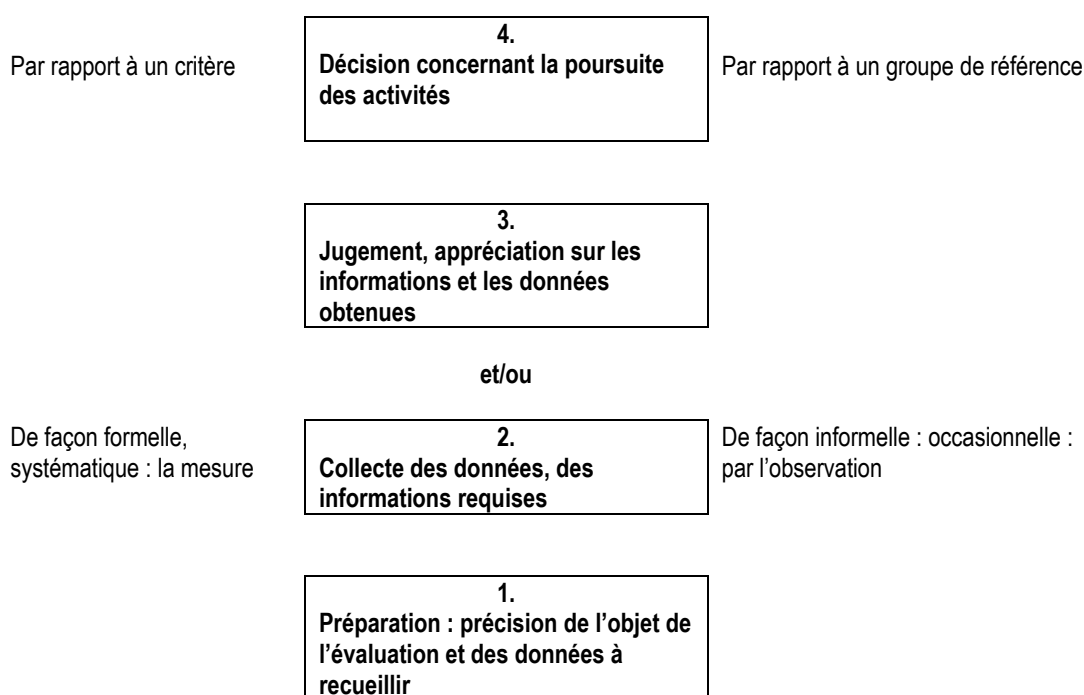 4.
Par rapport à un critère
Décision concernant la poursuite
des activités
Par rapport à un groupe de référence
3.
Jugement, appréciation sur les
informations et les données
obtenues
et/ou
De façon formelle,
systématique : la mesure
2.
Collecte des données, des
informations requises
De façon informelle : occasionnelle :
par l’observation
1.
Préparation : précision de l’objet de
l’évaluation et des données à
recueillir